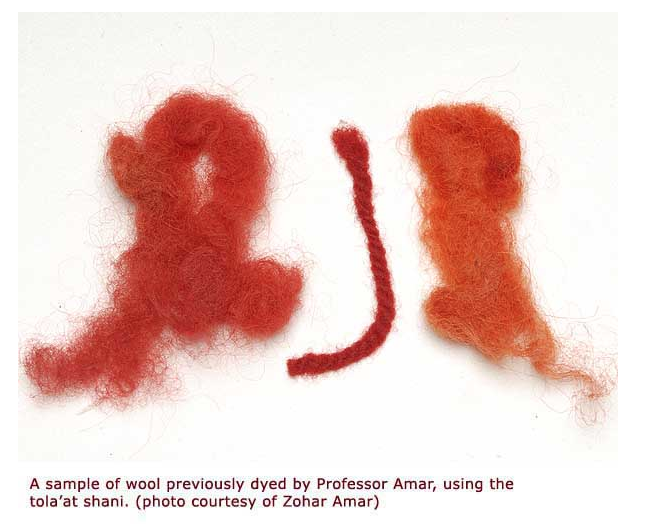 A sample of wool previously dyed by Professor Amar, using the
tola'at shani. (photo courtesy of Zohar Amar)